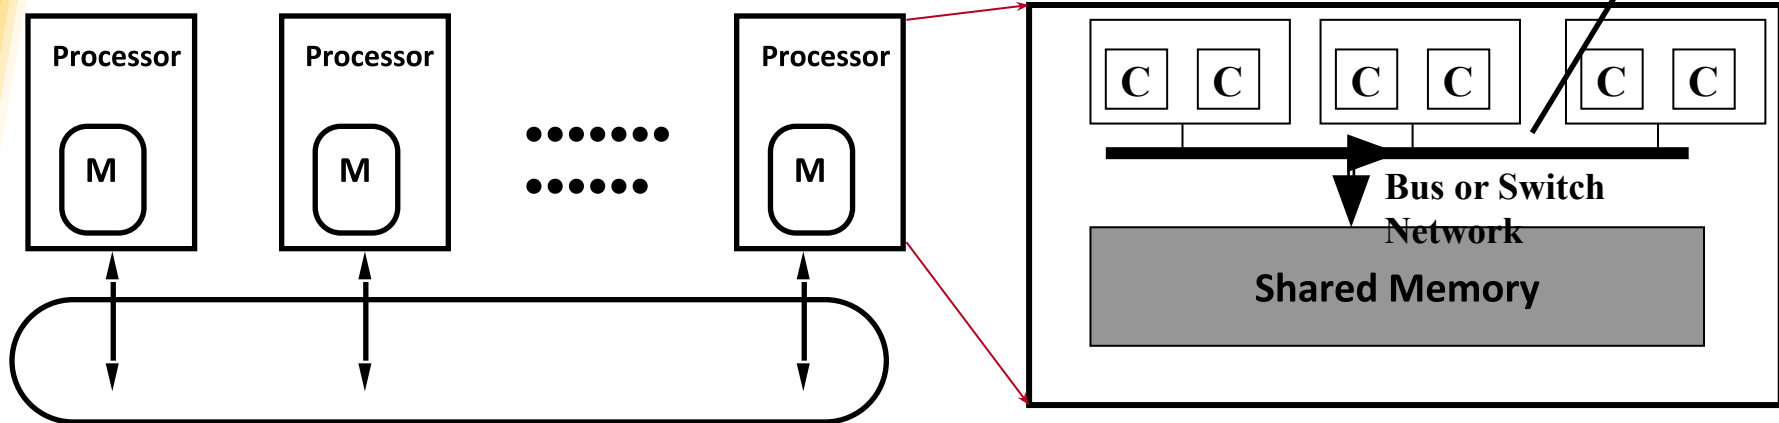 Processor Processor Processor
C C C C C C
M M M
Bus or Switch
Network
Shared Memory